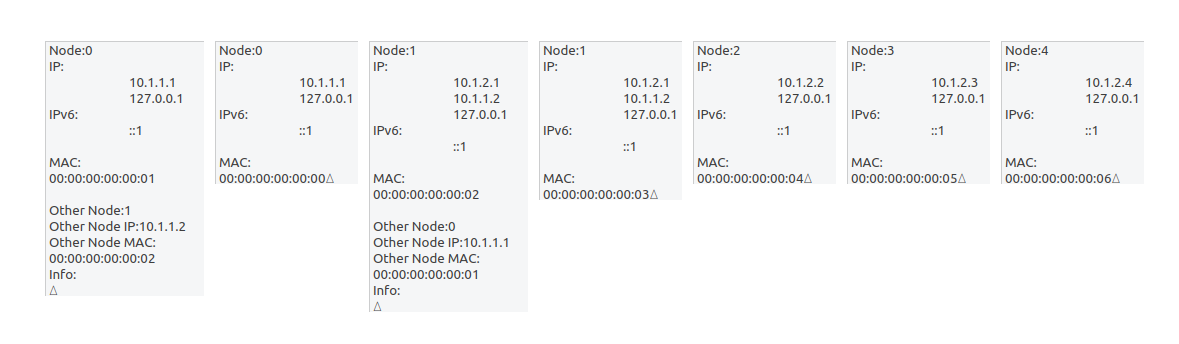 Node:0
IP:
10.1.1.1
127.0.0.1
IPv6:
::1
MAC:
00:00:00:00:00:01
Other Node:1
Other Node IP:10.1.1.2
Other Node MAC:
00:00:00:00:00:02
Info:
Δ
Node:0
IP:
10.1.1.1
127.0.0.1
IPv6:
::1
MAC:
00:00:00:00:00:00Δ
Node:1
IP:
10.1.2.1
10.1.1.2
127.0.0.1
IPv6:
::1
MAC:
00:00:00:00:00:02
Other Node:0
Other Node IP:10.1.1.1
Other Node MAC:
00:00:00:00:00:01
Info:
Δ
Node:1
IP:
10.1.2.1
10.1.1.2
127.0.0.1
IPv6:
::1
MAC:
00:00:00:00:00:03Δ
Node:2
IP:
10.1.2.2
127.0.0.1
IPv6:
::1
MAC:
00:00:00:00:00:04Δ
Node:3
IP:
10.1.2.3
127.0.0.1
IPv6:
::1
MAC:
00:00:00:00:00:05Δ
Node:4
IP:
10.1.2.4
127.0.0.1
IPv6:
::1
MAC:
00:00:00:00:00:06Δ